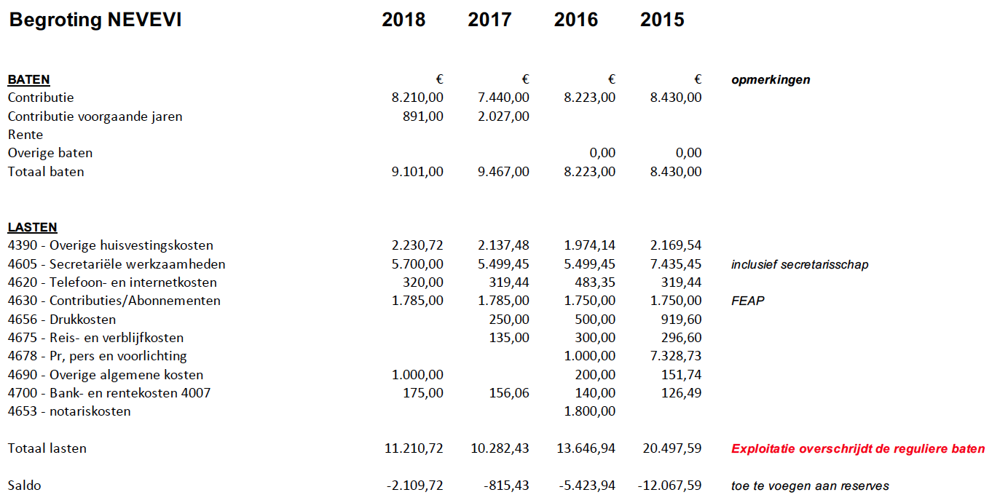 Begroting NEVEVI 2018 2017 2016 2015
BATEN € € € € opmerkingen
Contributie 8.210,00 7.440,00 8.223,00 8.430,00
Contributie voorgaande jaren 891,00 2.027,00
Rente
Overige baten 0,00 0,00
Totaal baten 9.101,00 9.467,00 8.223,00 8.430,00
LASTEN
4390 - Overige huisvestingskosten 2.230,72 2.137,48 1.974,14 2.169,54
4605 - Secretariële werkzaamheden 5.700,00 5.499,45 5.499,45 7.435,45 inclusief secretarisschap
4620 - Telefoon- en internetkosten 320,00 319,44 483,35 319,44
4630 - Contributies/Abonnementen 1.785,00 1.785,00 1.750,00 1.750,00 FEAP
4656 - Drukkosten 250,00 500,00 919,60
4675 - Reis- en verblijfkosten 135,00 300,00 296,60
4678 - Pr, pers en voorlichting 1.000,00 7.328,73
4690 - Overige algemene kosten 1.000,00 200,00 151,74
4700 - Bank- en rentekosten 4007 175,00 156,06 140,00 126,49
4653 - notariskosten 1.800,00
Totaal lasten 11.210,72 10.282,43 13.646,94 20.497,59 Exploitatie overschrijdt de reguliere baten
Saldo -2.109,72 -815,43 -5.423,94 -12.067,59 toe te voegen aan reserves